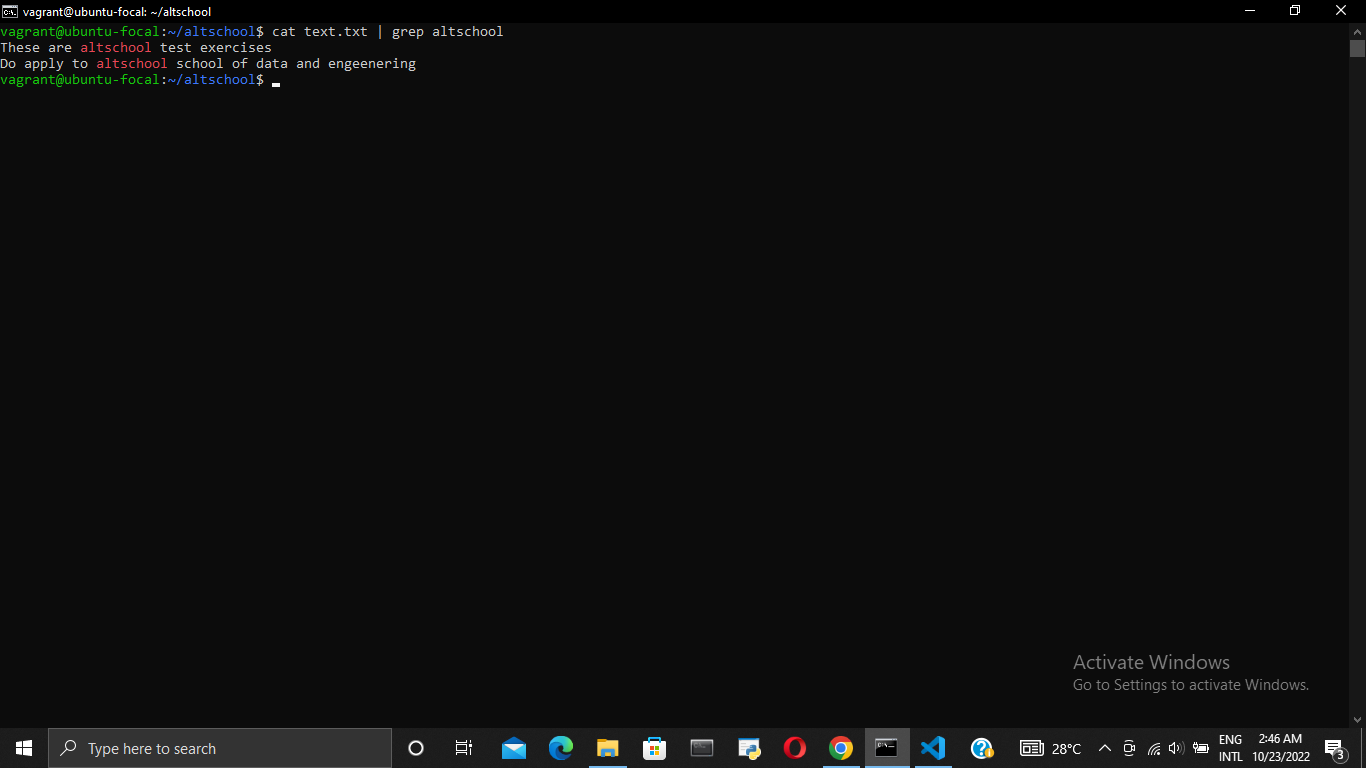 vagrant@ubuntu-focal: ~/altschool
vagrant@ubuntu-focal:~/altschool$ cat text.txt | grep altschool
These are altschool test exercises
Do apply to altschool school of data and engeenering
vagrant@ubuntu-focal:~/altschool$
Activate Windows
Go to Settings to activate Windows.
Type here to search
28°C
ENG
INTL
2:46 AM
10/23/2022
3